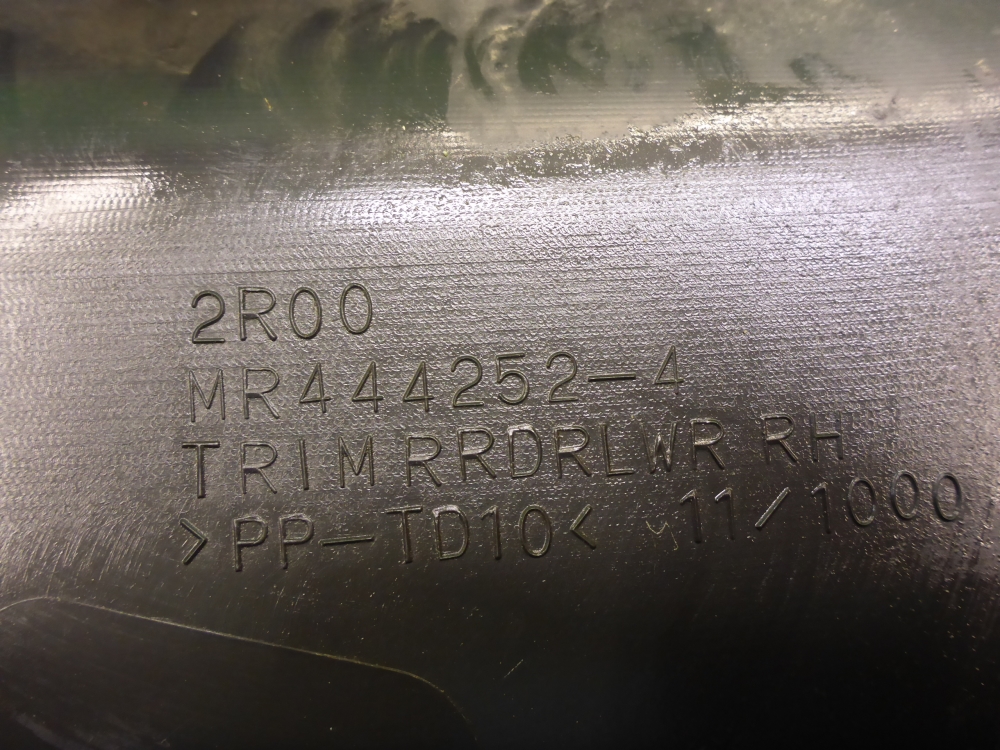 2R00
MR444252-4
TRIM RRDRLWR RH
>PP-TD10< 11/1000